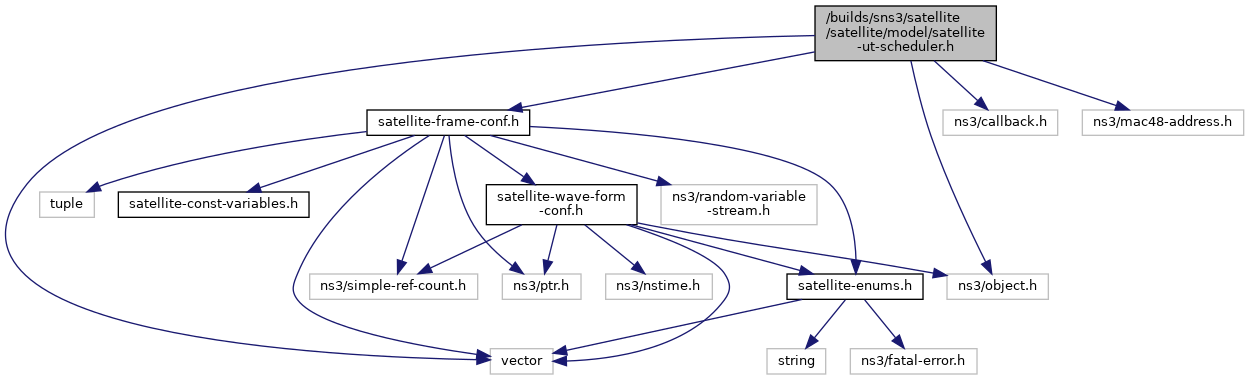 /builds/sns3/satellite
/satellite/model/satellite
-ut-scheduler.h
satellite-frame-conf.h
ns3/callback.h
ns3/mac48-address.h
tuple
satellite-const-variables.h
satellite-wave-form
-conf.h
ns3/random-variable
-stream.h
ns3/simple-ref-count.h
ns3/ptr.h
ns3/nstime.h
satellite-enums.h
ns3/object.h
vector
string
ns3/fatal-error.h